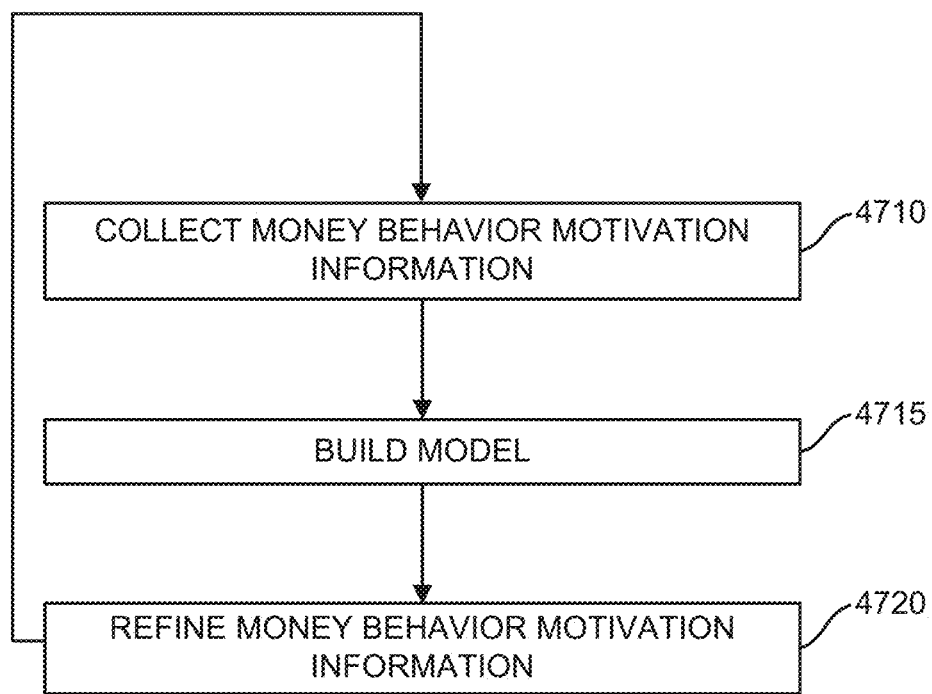 COLLECT MONEY BEHAVIOR MOTIVATION
INFORMATION
4710
BUILD MODEL
4715
REFINE MONEY BEHAVIOR MOTIVATION
INFORMATION
4720